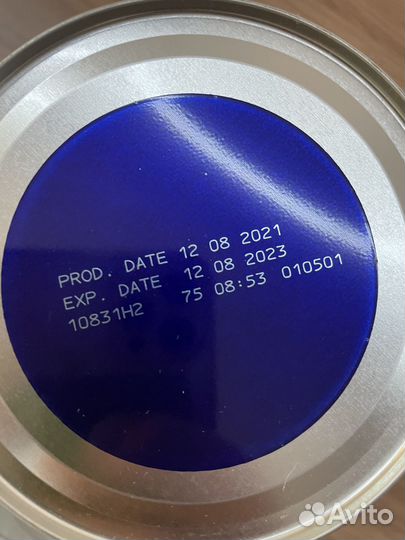 PROD. DATE 12 08 2021
EXP. DATE 12 08 2023
10831H2 75 08:53 010501
Avito